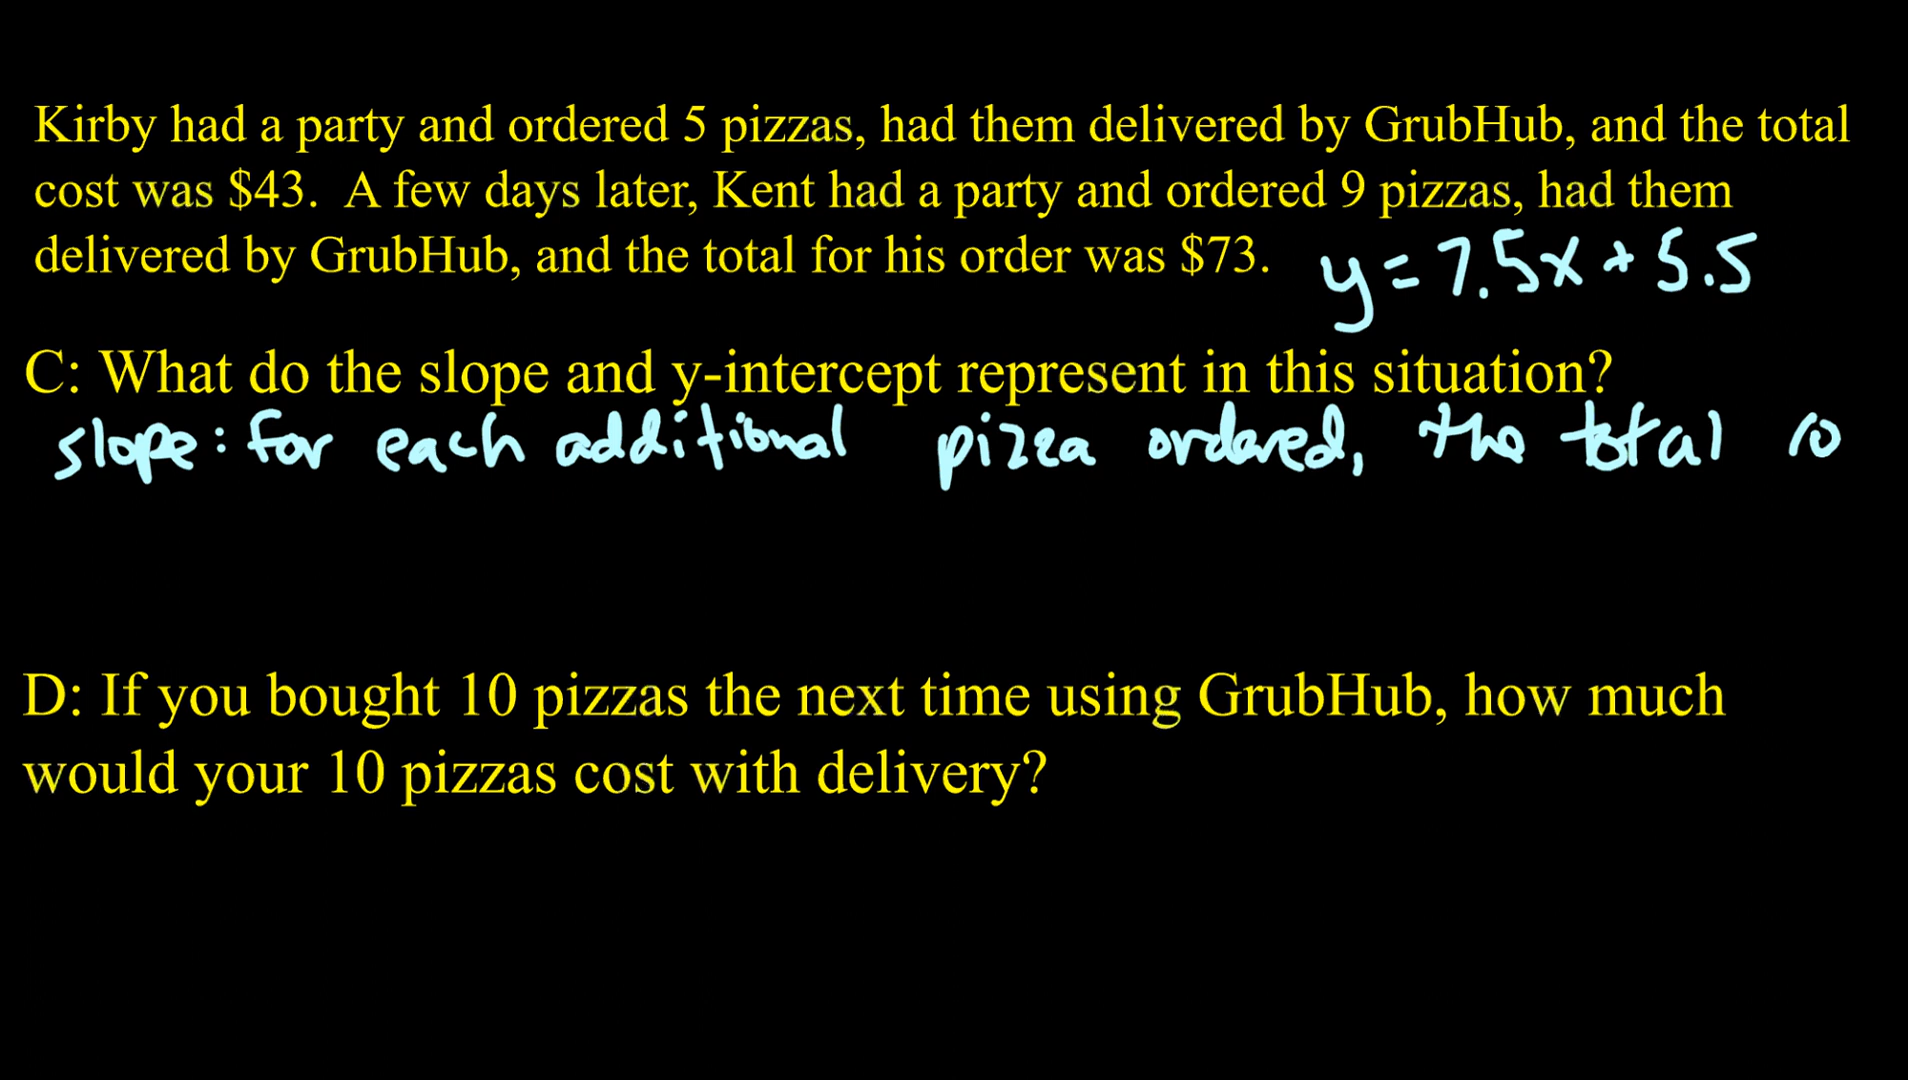 Kirby had a party and ordered 5 pizzas, had them delivered by GrubHub, and the total
cost was $43. A few days later, Kent had a party and ordered 9 pizzas, had them
delivered by GrubHub, and the total for his order was $73. y=7.5x+5.5
C: What do the slope and y-intercept represent in this situation?
slope: for each additional pizza ordered, the total
D: If you bought 10 pizzas the next time using GrubHub, how much
would your 10 pizzas cost with delivery?